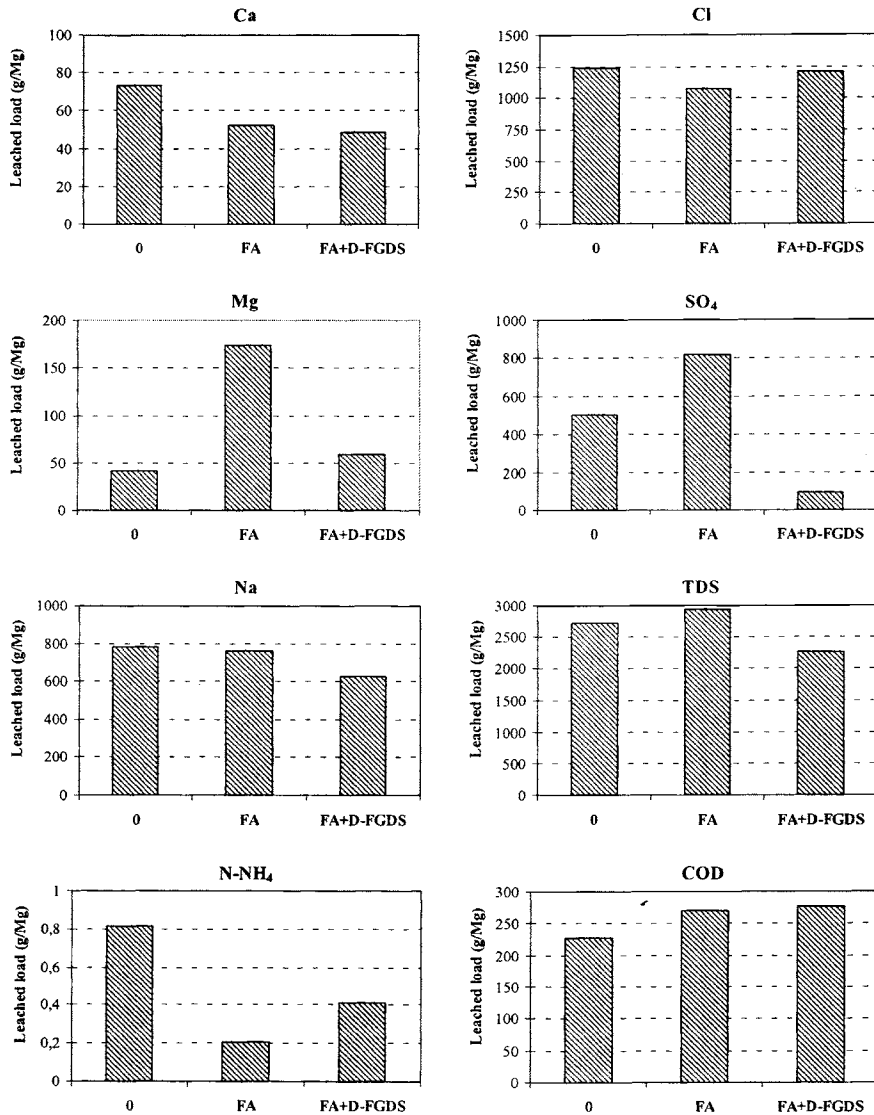 Ca
Leached load (g/Mg)
100
80
60
40
20
0
0 FA FA+D-FGDS
Cl
Leached load (g/Mg)
1500
1250
1000
750
500
250
0
0 FA FA+D-FGDS
Mg
Leached load (g/Mg)
200
150
100
50
0
0 FA FA+D-FGDS
SO₄
Leached load (g/Mg)
1000
800
600
400
200
0
0 FA FA+D-FGDS
Na
Leached load (g/Mg)
1000
800
600
400
200
0
0 FA FA+D-FGDS
TDS
Leached load (g/Mg)
3000
2500
2000
1500
1000
500
0
0 FA FA+D-FGDS
N-NH₄
Leached load (g/Mg)
1
0,8
0,6
0,4
0,2
0
0 FA FA+D-FGDS
COD
Leached load (g/Mg)
300
250
200
150
100
50
0
0 FA FA+D-FGDS